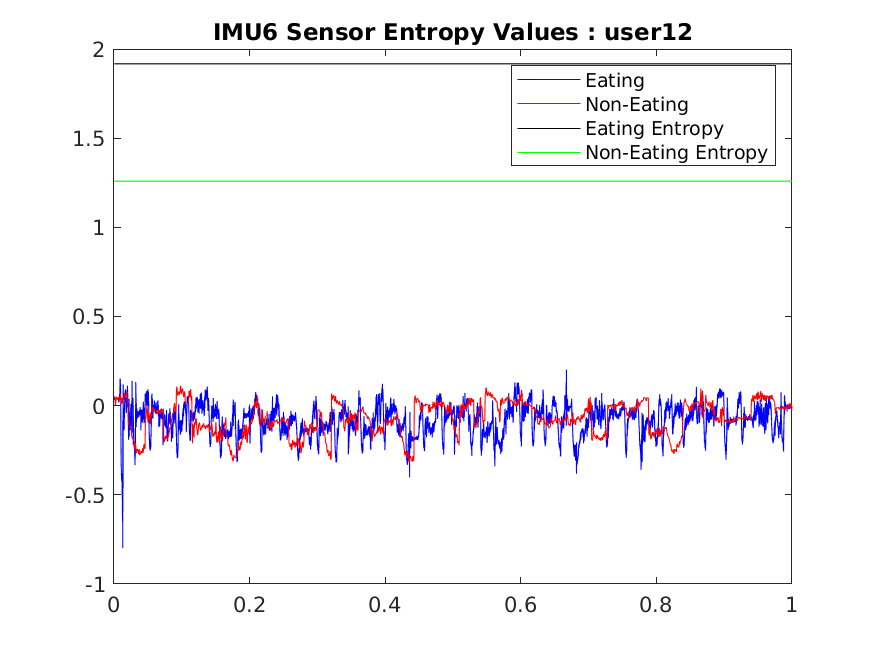 IMU6 Sensor Entropy Values : user12
2
Eating
Non-Eating
Eating Entropy
Non-Eating Entropy
1.5
1
0.5
0
-0.5
-1
0 0.2 0.4 0.6 0.8 1